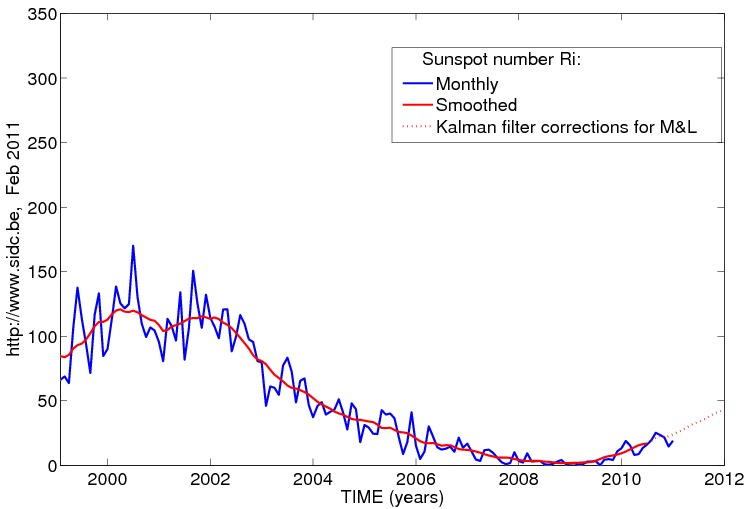 350
300
250
200
150
100
50
0
http://www.sidc.be, Feb 2011
Sunspot number Ri:
Monthly
Smoothed
Kalman filter corrections for M&L
2000 2002 2004 2006 2008 2010 2012
TIME (years)